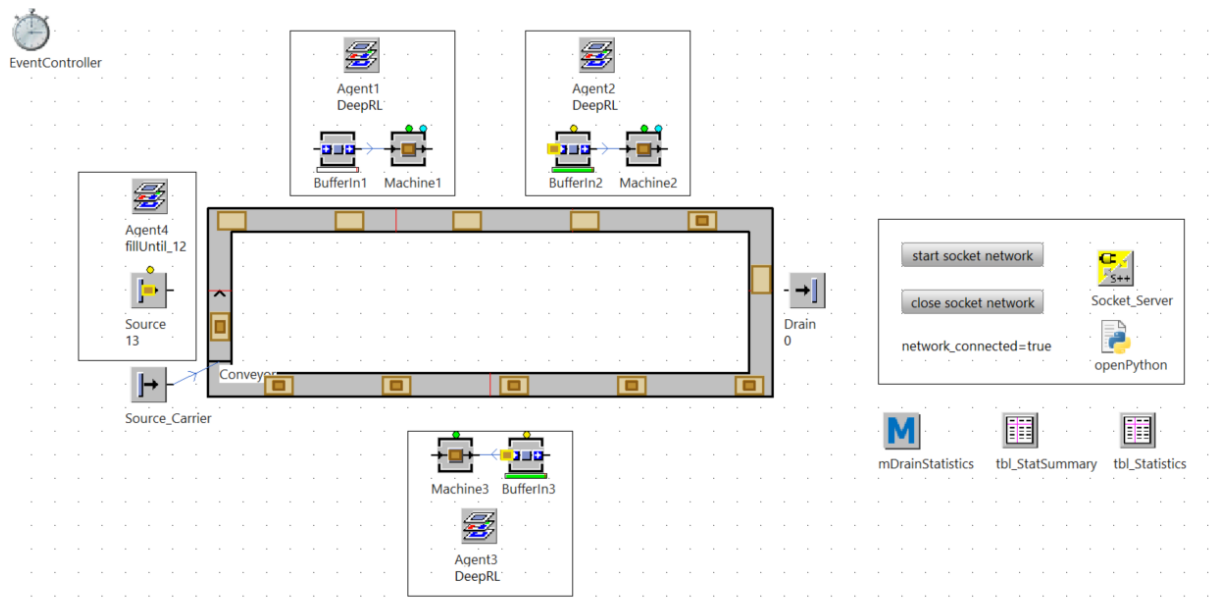 EventController
Agent1
DeepRL
BufferIn1
Machine1
Agent2
DeepRL
BufferIn2
Machine2
Agent4
fillUntil_12
Source
13
Source_Carrier
Conveyor
Drain
0
start socket network
close socket network
network_connected=true
S++
Socket_Server
openPython
M
mDrainStatistics
tbl_StatSummary
tbl_Statistics
Machine3
BufferIn3
Agent3
DeepRL